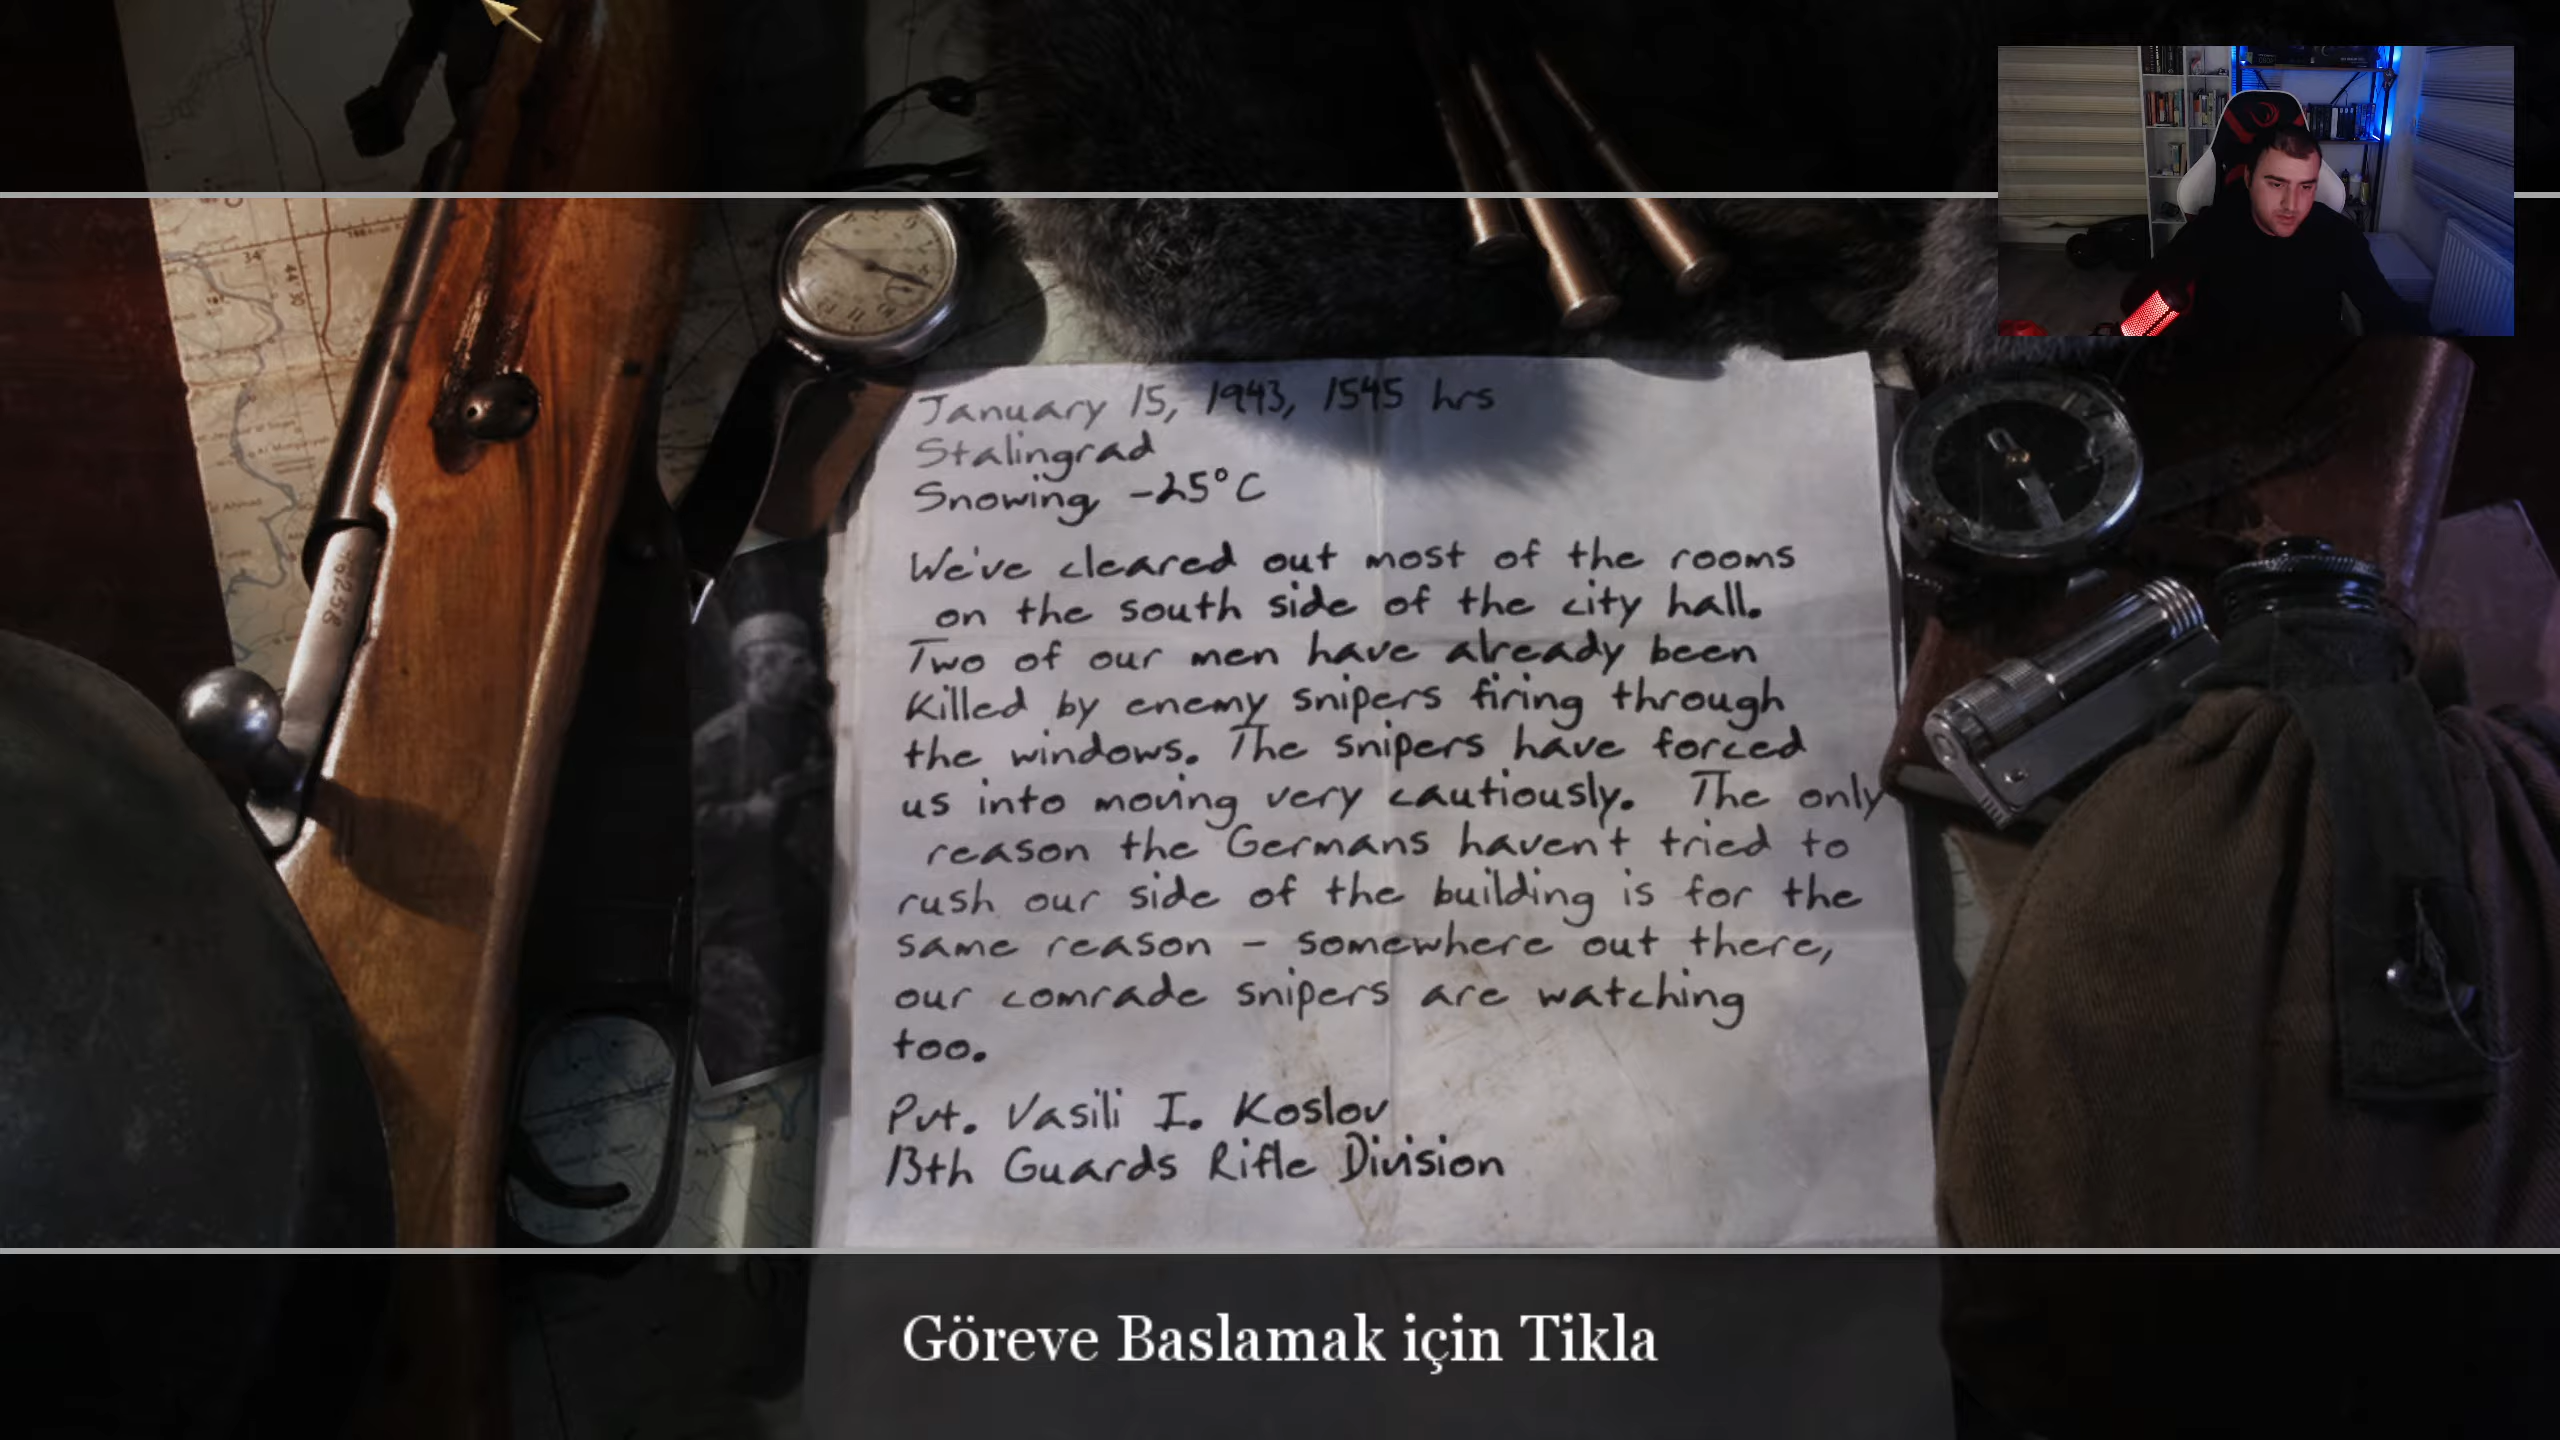 January 15, 1943, 1545 hrs
Stalingrad
Snowing, -25°C
We've cleared out most of the rooms
on the south side of the city hall.
Two of our men have already been
killed by enemy snipers firing through
the windows. The snipers have forced
us into moving very cautiously. The only
reason the Germans haven't tried to
rush our side of the building is for the
same reason - somewhere out there,
our comrade snipers are watching
too.
Pvt. Vasili I. Koslov
13th Guards Rifle Division
Göreve Baslamak için Tikla